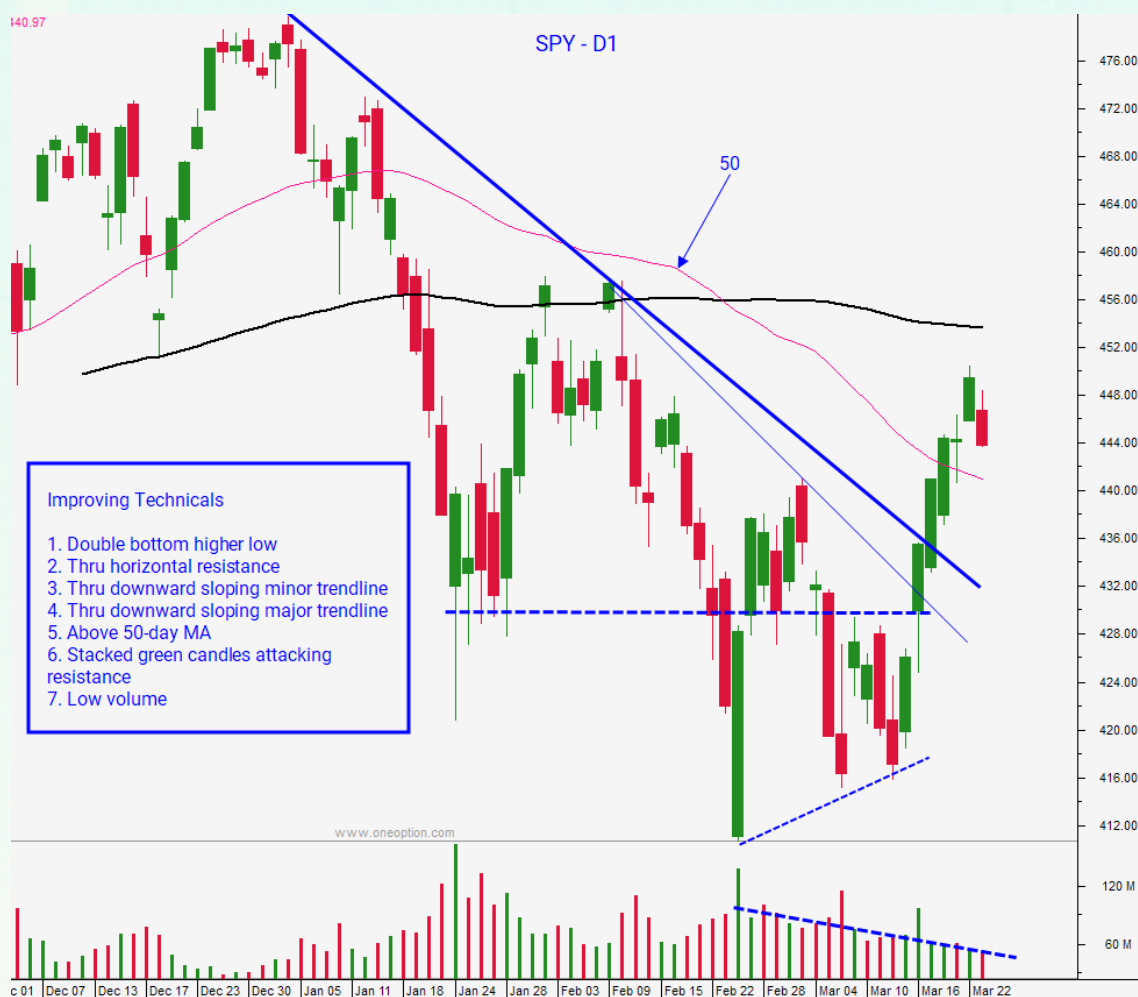 440.97
SPY - D1
476.00
472.00
468.00
464.00
50
460.00
456.00
452.00
448.00
444.00
Improving Technicals
440.00
1. Double bottom higher low
436.00
2. Thru horizontal resistance
3. Thru downward sloping minor trendline
432.00
4. Thru downward sloping major trendline
5. Above 50-day MA
428.00
6. Stacked green candles attacking
resistance
424.00
7. Low volume
420.00
416.00
412.00
www.oneoption.com
120 M
60 M
c 01 Dec 07 Dec 13 Dec 17 Dec 23 Dec 30 Jan 05 Jan 11 Jan 18 Jan 24 Jan 28 Feb 03 Feb 09 Feb 15 Feb 22 Feb 28 Mar 04 Mar 10 Mar 16 Mar 22